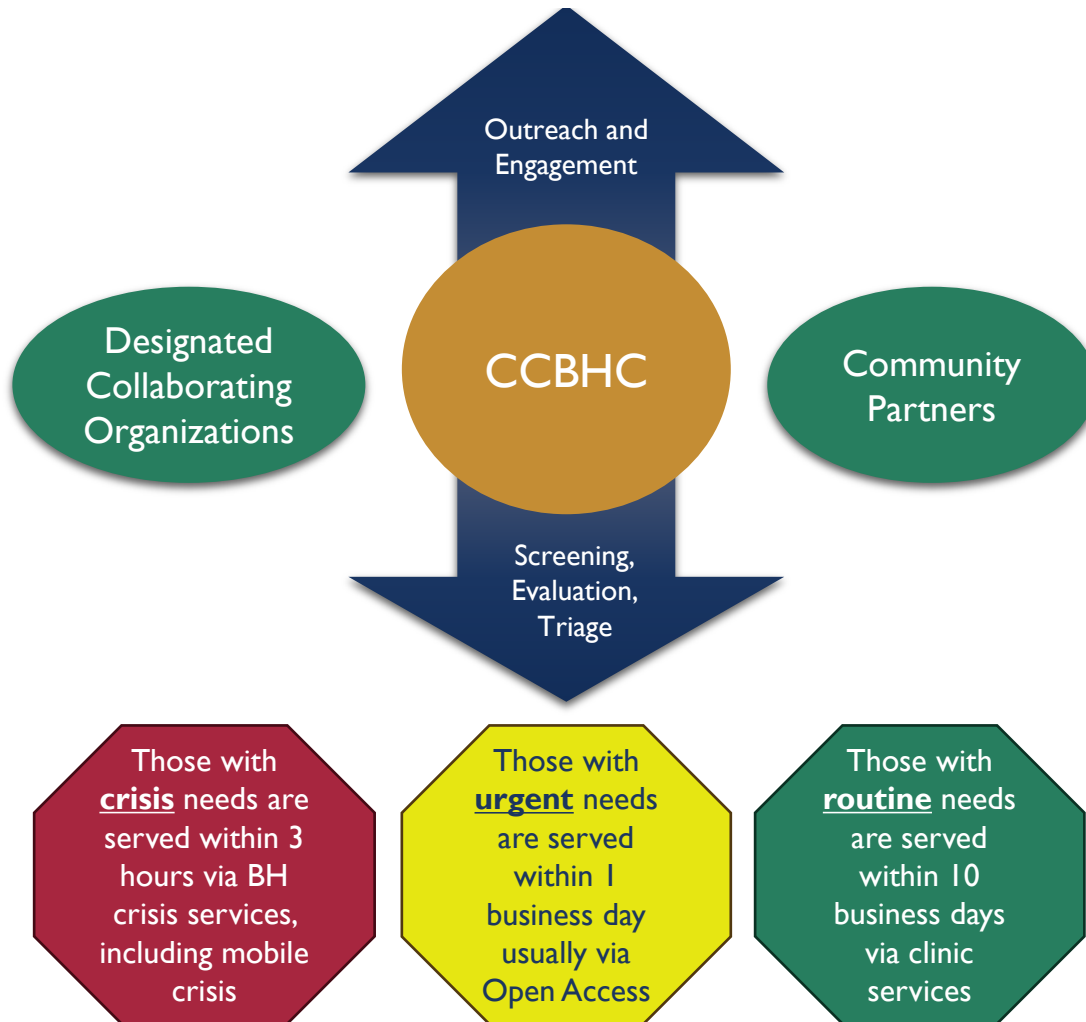 Outreach and
Engagement
Designated
Collaborating
Organizations
CCBHC
Community
Partners
Screening,
Evaluation,
Triage
Those with
crisis needs are
served within 3
hours via BH
crisis services,
including mobile
crisis
Those with
urgent needs
are served
within 1
business day
usually via
Open Access
Those with
routine needs
are served
within 10
business days
via clinic
services